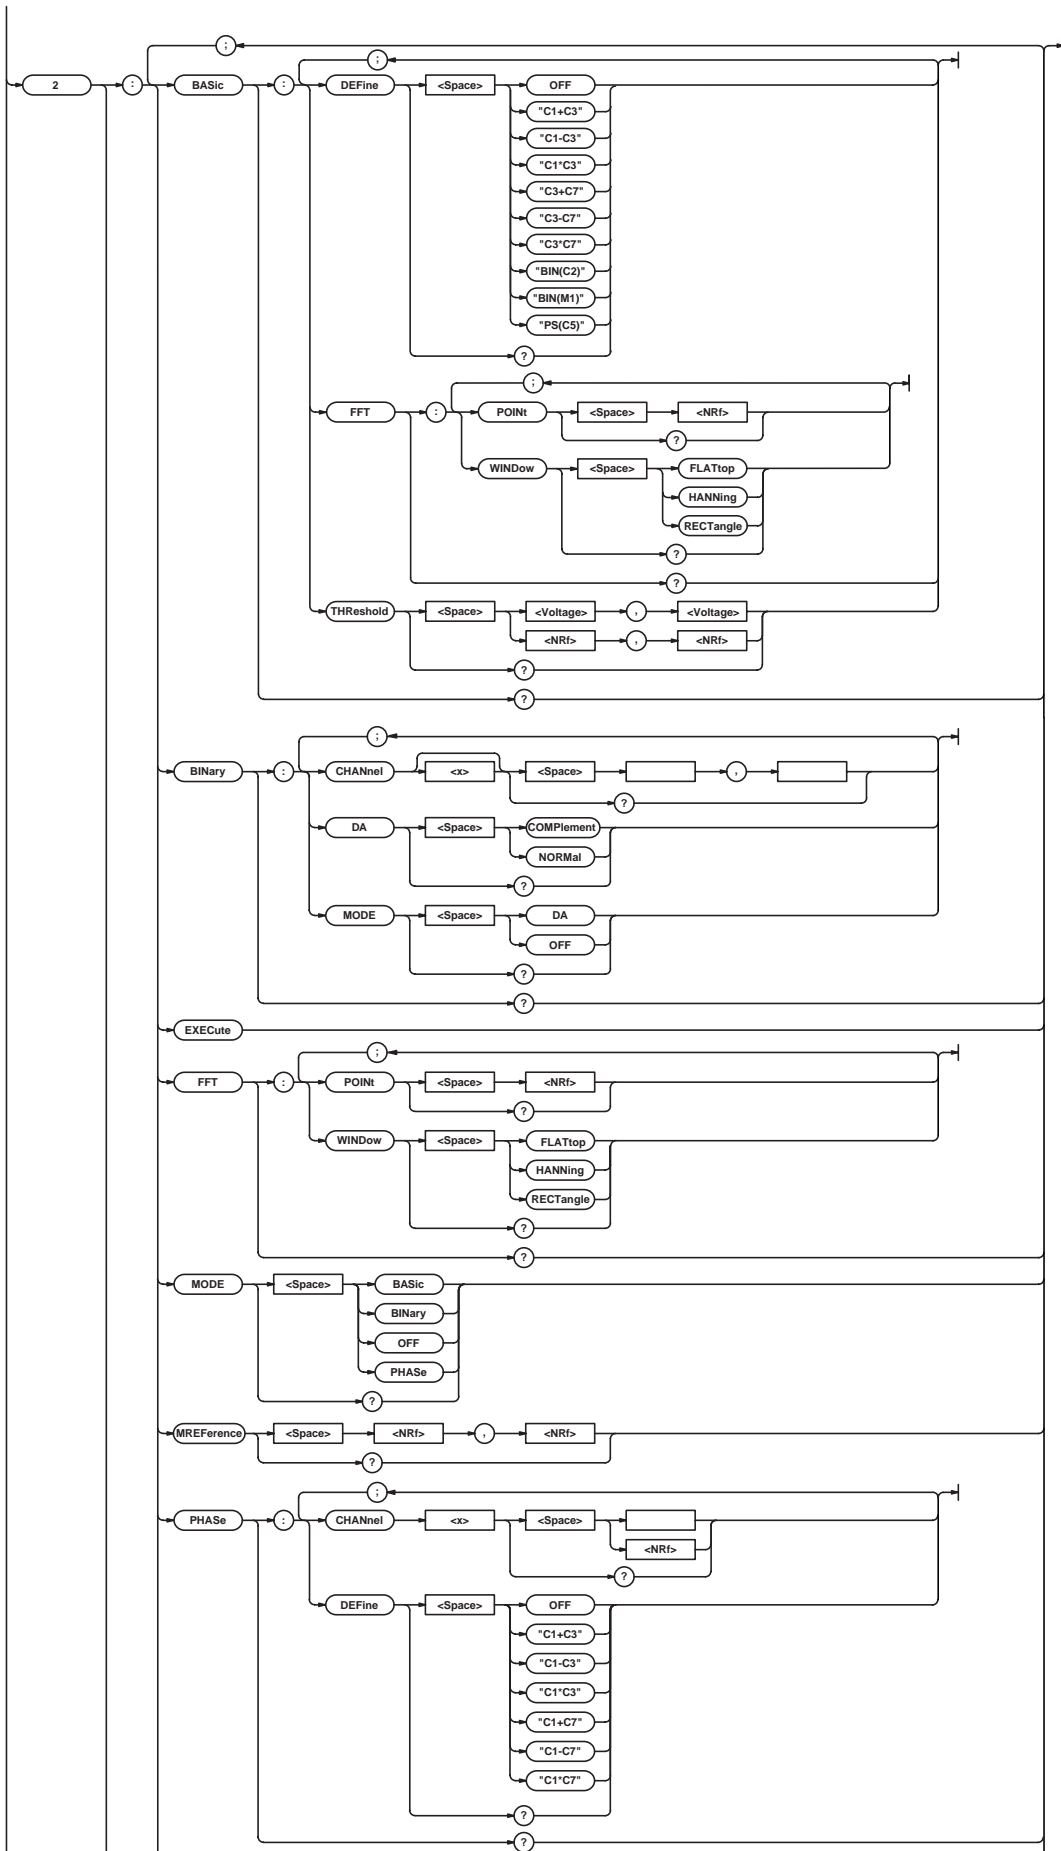 ;
;
2 : BASic : DEFine <Space> OFF
"C1+C3"
"C1-C3"
"C1*C3"
"C3+C7"
"C3-C7"
"C3*C7"
"BIN(C2)"
"BIN(M1)"
"PS(C5)"
?
;
FFT : POINt <Space> <NRf>
?
WINDow <Space> FLATtop
HANNing
RECTangle
?
?
THReshold <Space> <Voltage> , <Voltage>
<NRf> , <NRf>
?
?
;
BINary : CHANnel <x> <Space> ,
?
DA <Space> COMPlement
NORMal
?
MODE <Space> DA
OFF
?
?
EXECute
;
FFT : POINt <Space> <NRf>
?
WINDow <Space> FLATtop
HANNing
RECTangle
?
?
MODE <Space> BASic
BINary
OFF
PHASe
?
MREFerence <Space> <NRf> , <NRf>
?
;
PHASe : CHANnel <x> <Space>
<NRf>
?
DEFine <Space> OFF
"C1+C3"
"C1-C3"
"C1*C3"
"C1+C7"
"C1-C7"
"C1*C7"
?
?